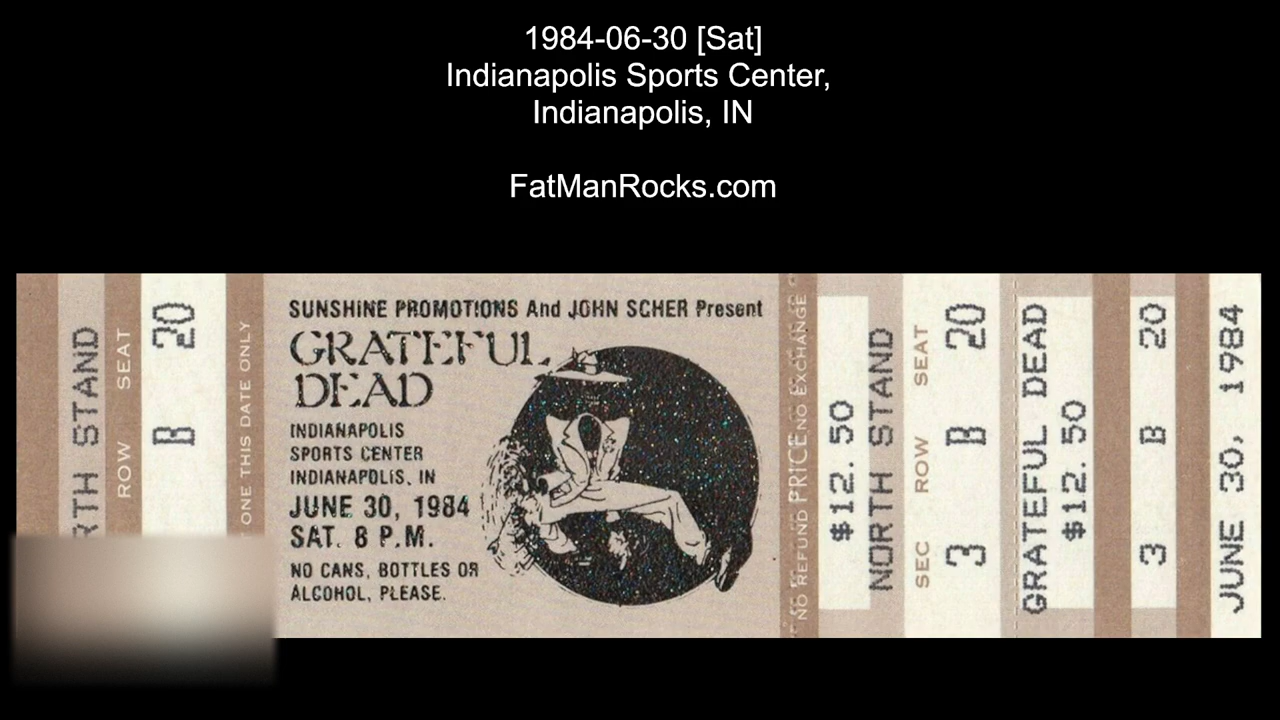 1984-06-30 [Sat]
Indianapolis Sports Center,
Indianapolis, IN
FatManRocks.com
RTH STAND
ROW SEAT
B 20
ONE THIS DATE ONLY
SUNSHINE PROMOTIONS And JOHN SCHER Present
GRATEFUL
DEAD
INDIANAPOLIS
SPORTS CENTER
INDIANAPOLIS, IN
JUNE 30, 1984
SAT. 8 P.M.
NO CANS, BOTTLES OR
ALCOHOL, PLEASE.
NO REFUND PRICE NO EXCHANGE
$12.50
NORTH STAND
SEC ROW SEAT
3 B 20
GRATEFUL DEAD
$12.50
3 B 20
JUNE 30, 1984